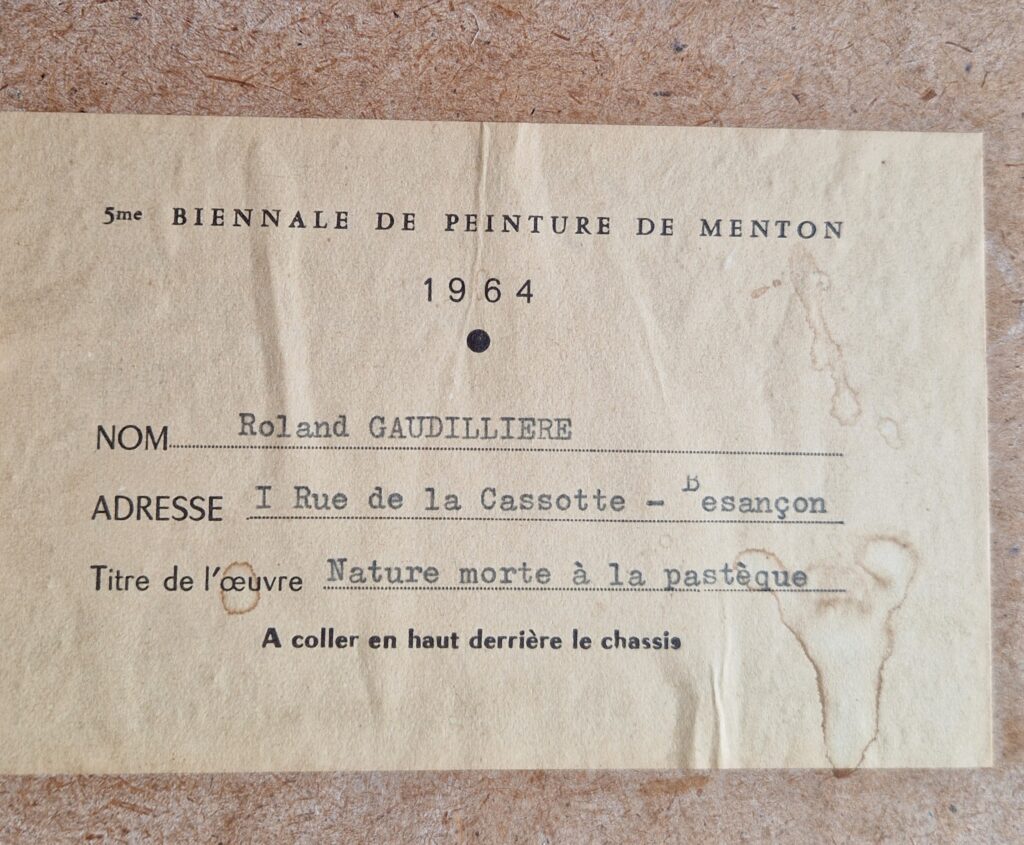 5me BIENNALE DE PEINTURE DE MENTON
1964
NOM Roland GAUDILLIERE
ADRESSE I Rue de la Cassotte - Besançon
Titre de l'œuvre Nature morte à la pastèque
A coller en haut derrière le chassis